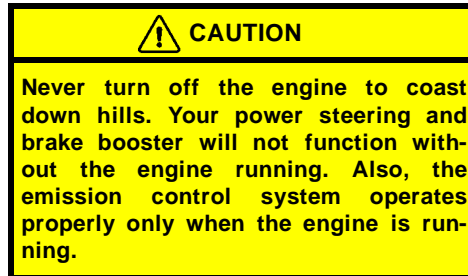 CAUTION
Never turn off the engine to coast
down hills. Your power steering and
brake booster will not function with-
out the engine running. Also, the
emission control system operates
properly only when the engine is run-
ning.